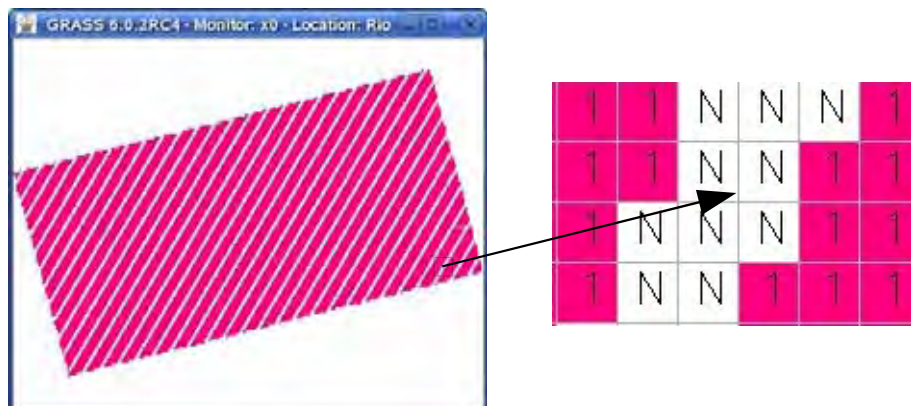 GRASS 6.0.2RC4 - Monitor: x0 - Location: Rio
1 1 N N N 1
1 1 N N 1 1
1 N N N 1 1
1 N N 1 1 1